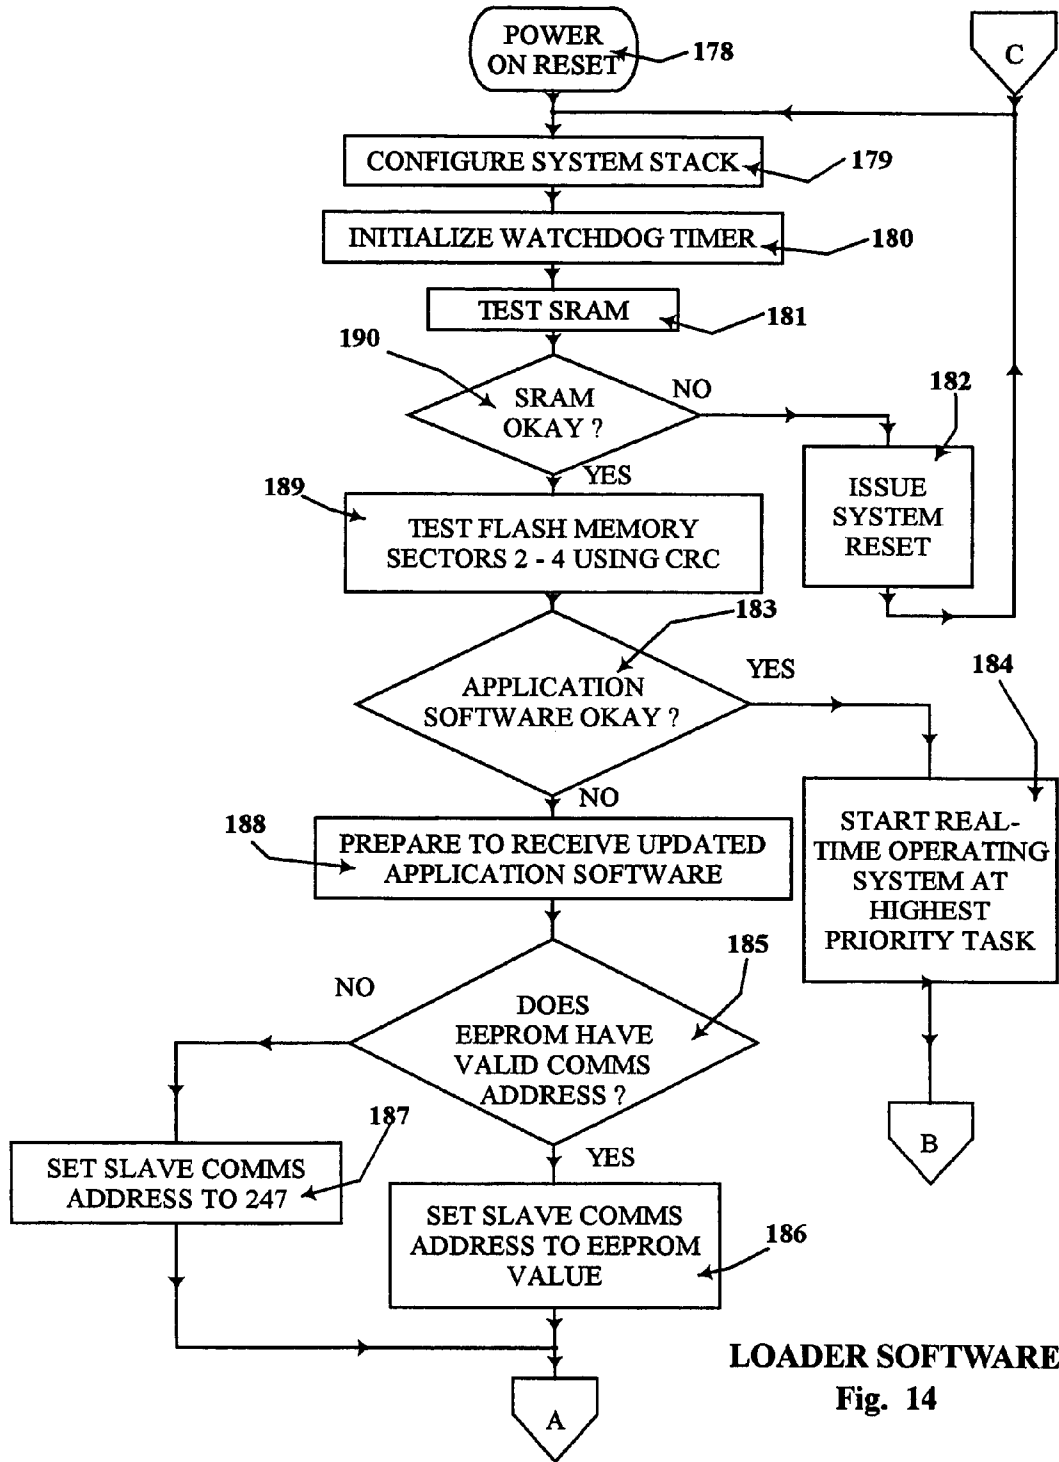 POWER
ON RESET
178
C
CONFIGURE SYSTEM STACK
179
INITIALIZE WATCHDOG TIMER
180
TEST SRAM
181
190
SRAM
OKAY ?
NO
182
YES
ISSUE
SYSTEM
RESET
189
TEST FLASH MEMORY
SECTORS 2 - 4 USING CRC
183
APPLICATION
SOFTWARE OKAY ?
YES
184
NO
188
PREPARE TO RECEIVE UPDATED
APPLICATION SOFTWARE
START REAL-
TIME OPERATING
SYSTEM AT
HIGHEST
PRIORITY TASK
185
NO
DOES
EEPROM HAVE
VALID COMMS
ADDRESS ?
B
187
YES
SET SLAVE COMMS
ADDRESS TO 247
SET SLAVE COMMS
ADDRESS TO EEPROM
VALUE
186
LOADER SOFTWARE
Fig. 14
A